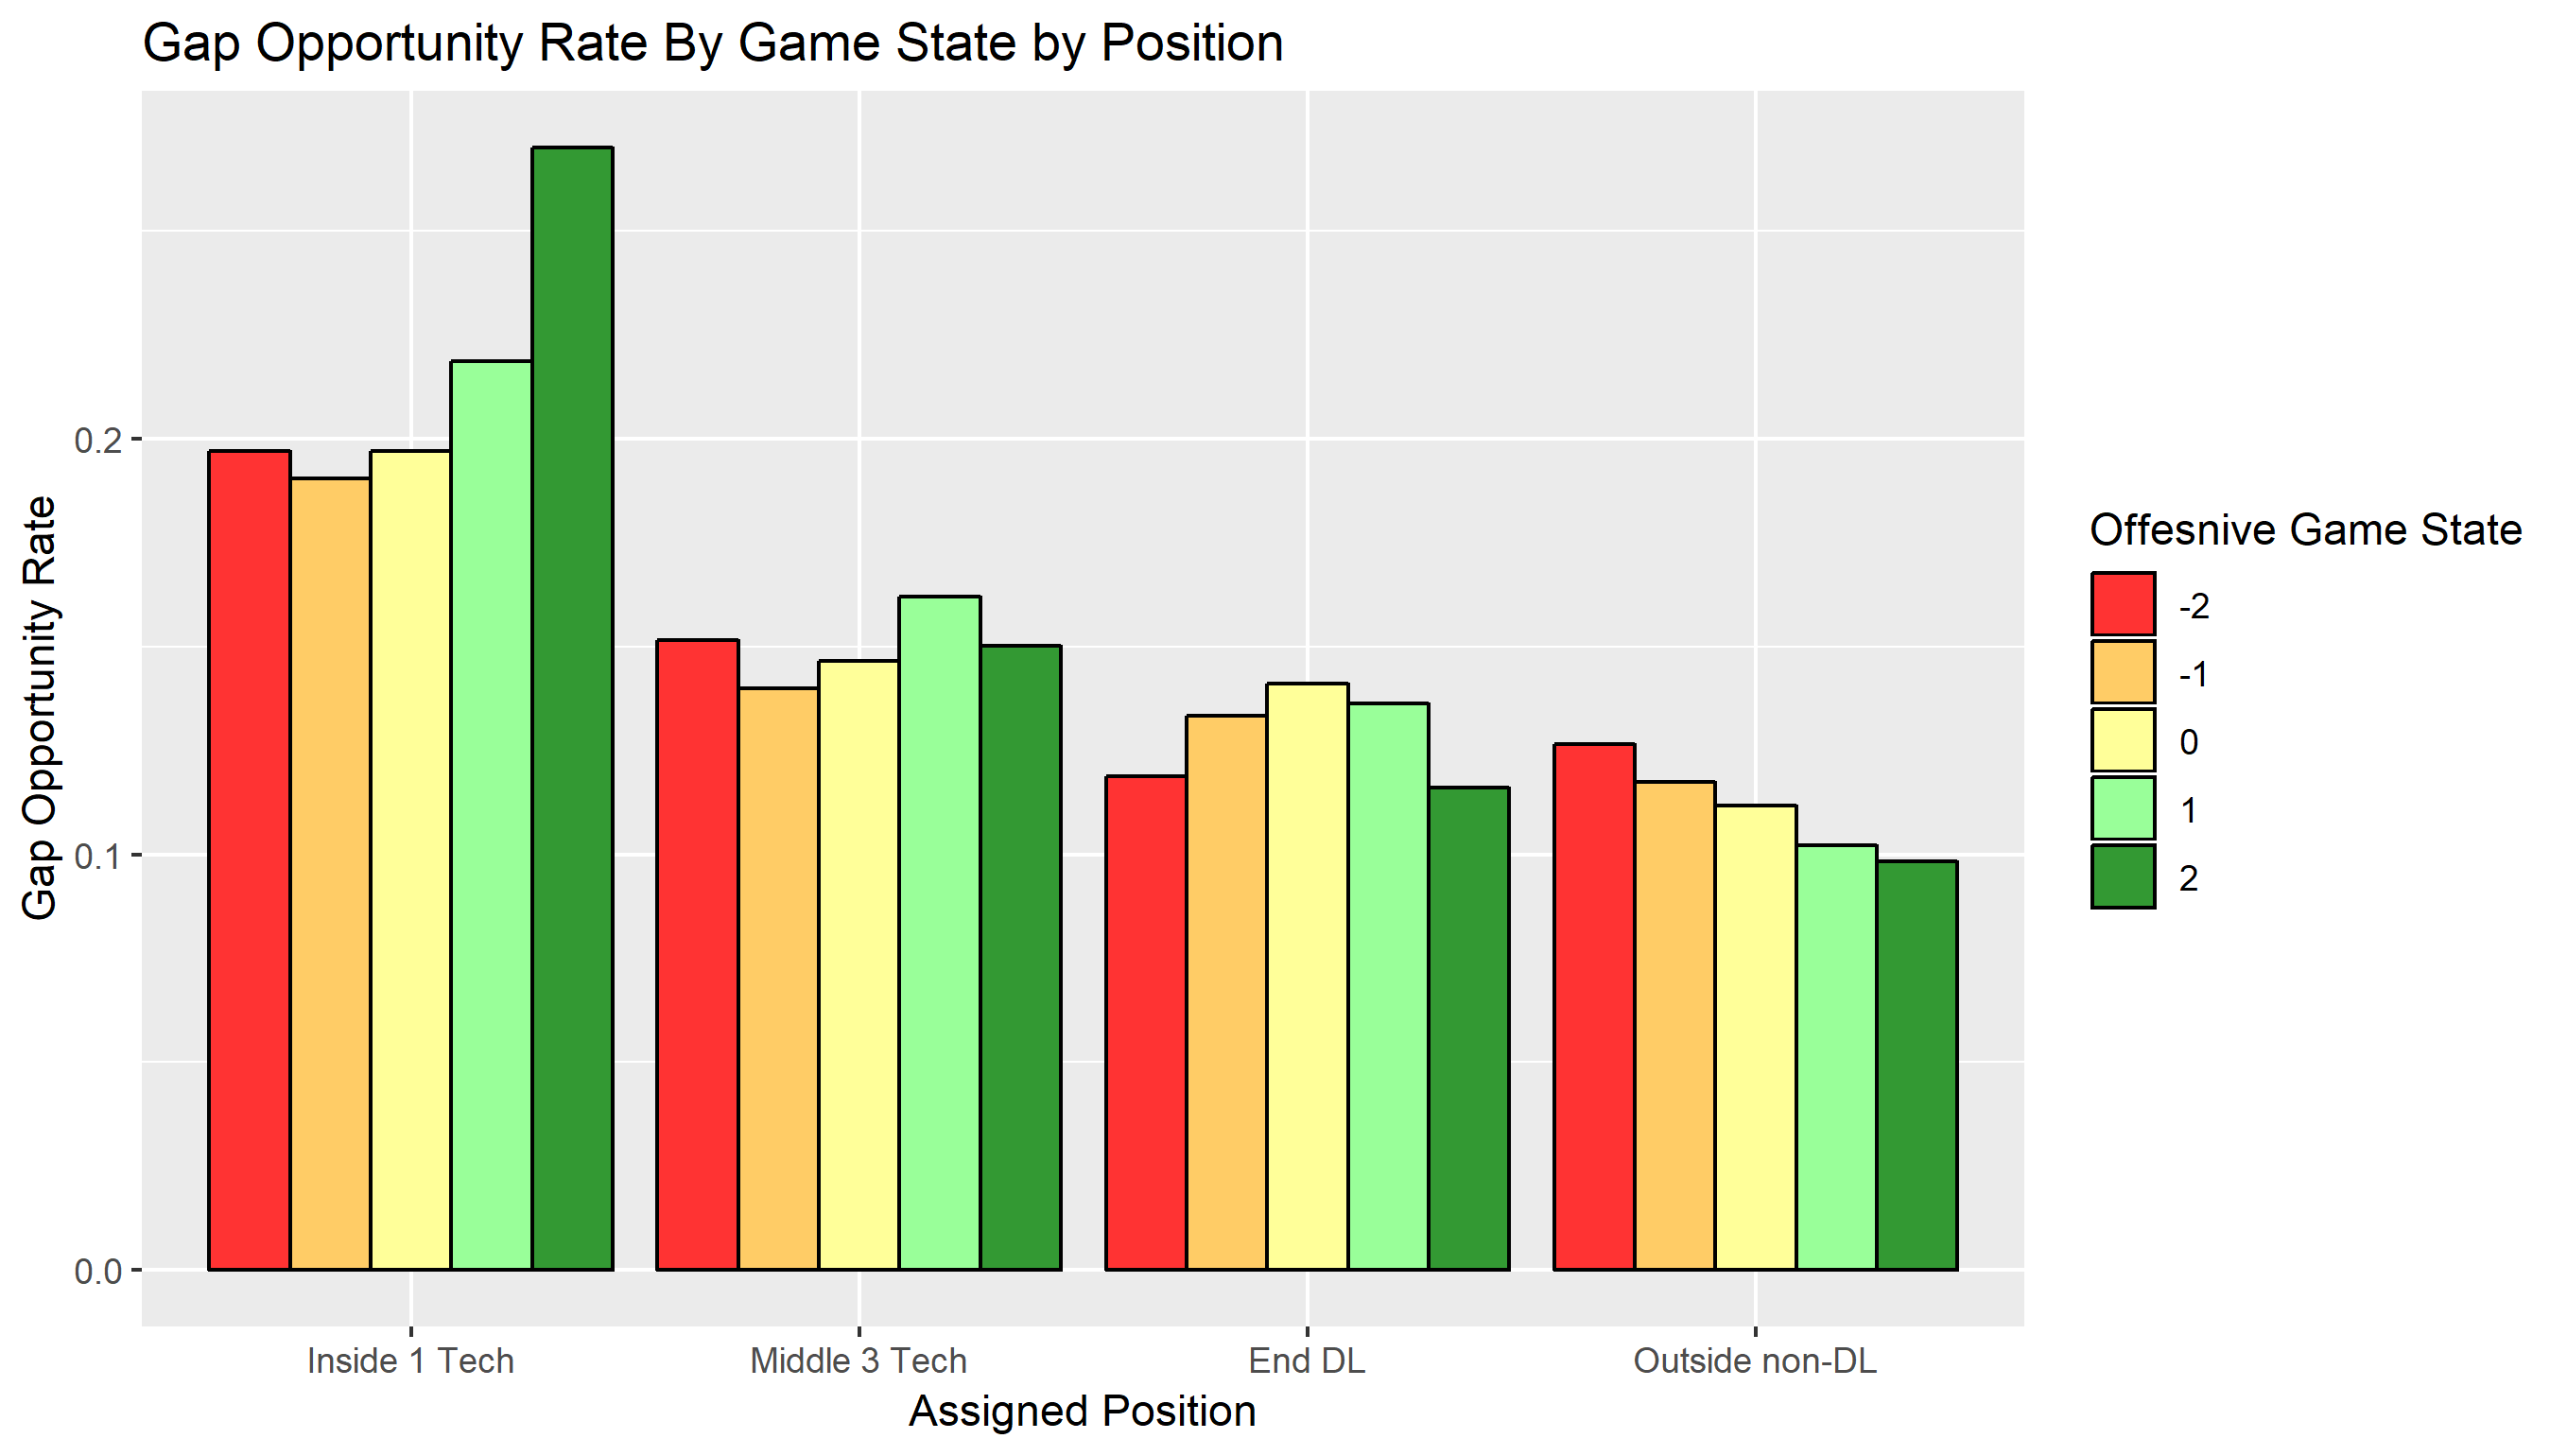 Gap Opportunity Rate By Game State by Position
Gap Opportunity Rate
0.2
0.1
0.0
Inside 1 Tech
Middle 3 Tech
End DL
Outside non-DL
Assigned Position
Offesnive Game State
-2
-1
0
1
2